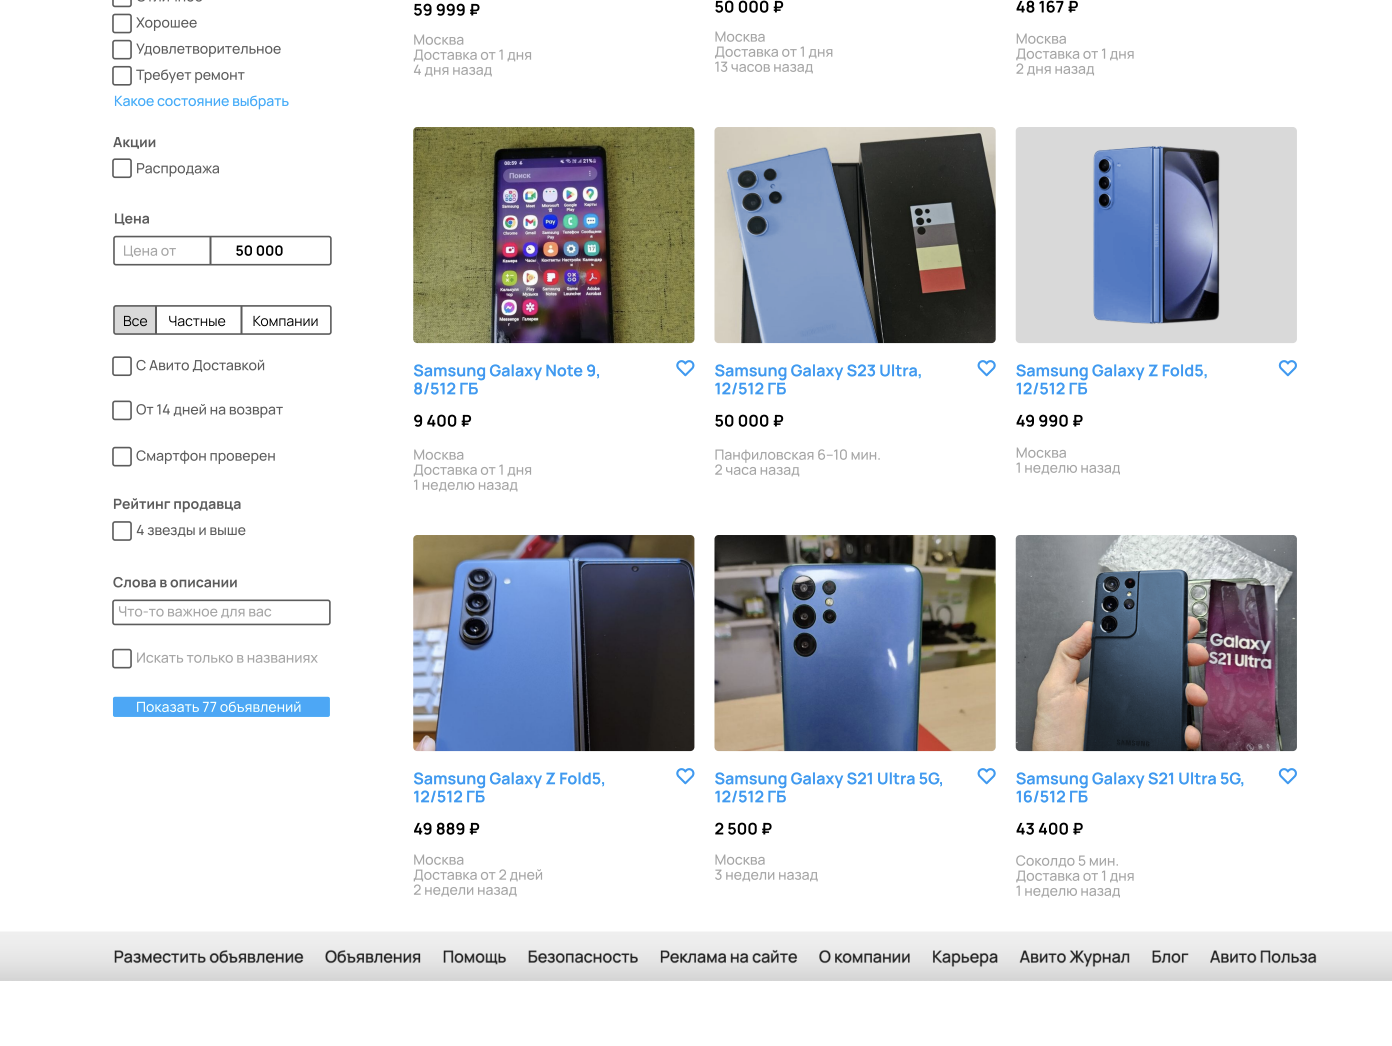 Хорошее
Удовлетворительное
Требует ремонт
Какое состояние выбрать
Акции
Распродажа
Цена
Цена от
50 000
Все
Частные
Компании
С Авито Доставкой
От 14 дней на возврат
Смартфон проверен
Рейтинг продавца
4 звезды и выше
Слова в описании
Что-то важное для вас
Искать только в названиях
Показать 77 объявлений
59 999 ₽
Москва
Доставка от 1 дня
4 дня назад
50 000 ₽
Москва
Доставка от 1 дня
13 часов назад
48 167 ₽
Москва
Доставка от 1 дня
2 дня назад
08:59
21%
Поиск
Samsung Galaxy Note 9,
8/512 ГБ
9 400 ₽
Москва
Доставка от 1 дня
1 неделю назад
Samsung Galaxy S23 Ultra,
12/512 ГБ
50 000 ₽
Панфиловская 6–10 мин.
2 часа назад
Samsung Galaxy Z Fold5,
12/512 ГБ
49 990 ₽
Москва
1 неделю назад
Samsung Galaxy Z Fold5,
12/512 ГБ
49 889 ₽
Москва
Доставка от 2 дней
2 недели назад
Samsung Galaxy S21 Ultra 5G,
12/512 ГБ
2 500 ₽
Москва
3 недели назад
Galaxy
S21 Ultra
Samsung Galaxy S21 Ultra 5G,
16/512 ГБ
43 400 ₽
Соколдо 5 мин.
Доставка от 1 дня
1 неделю назад
Разместить объявление
Объявления
Помощь
Безопасность
Реклама на сайте
О компании
Карьера
Авито Журнал
Блог
Авито Польза